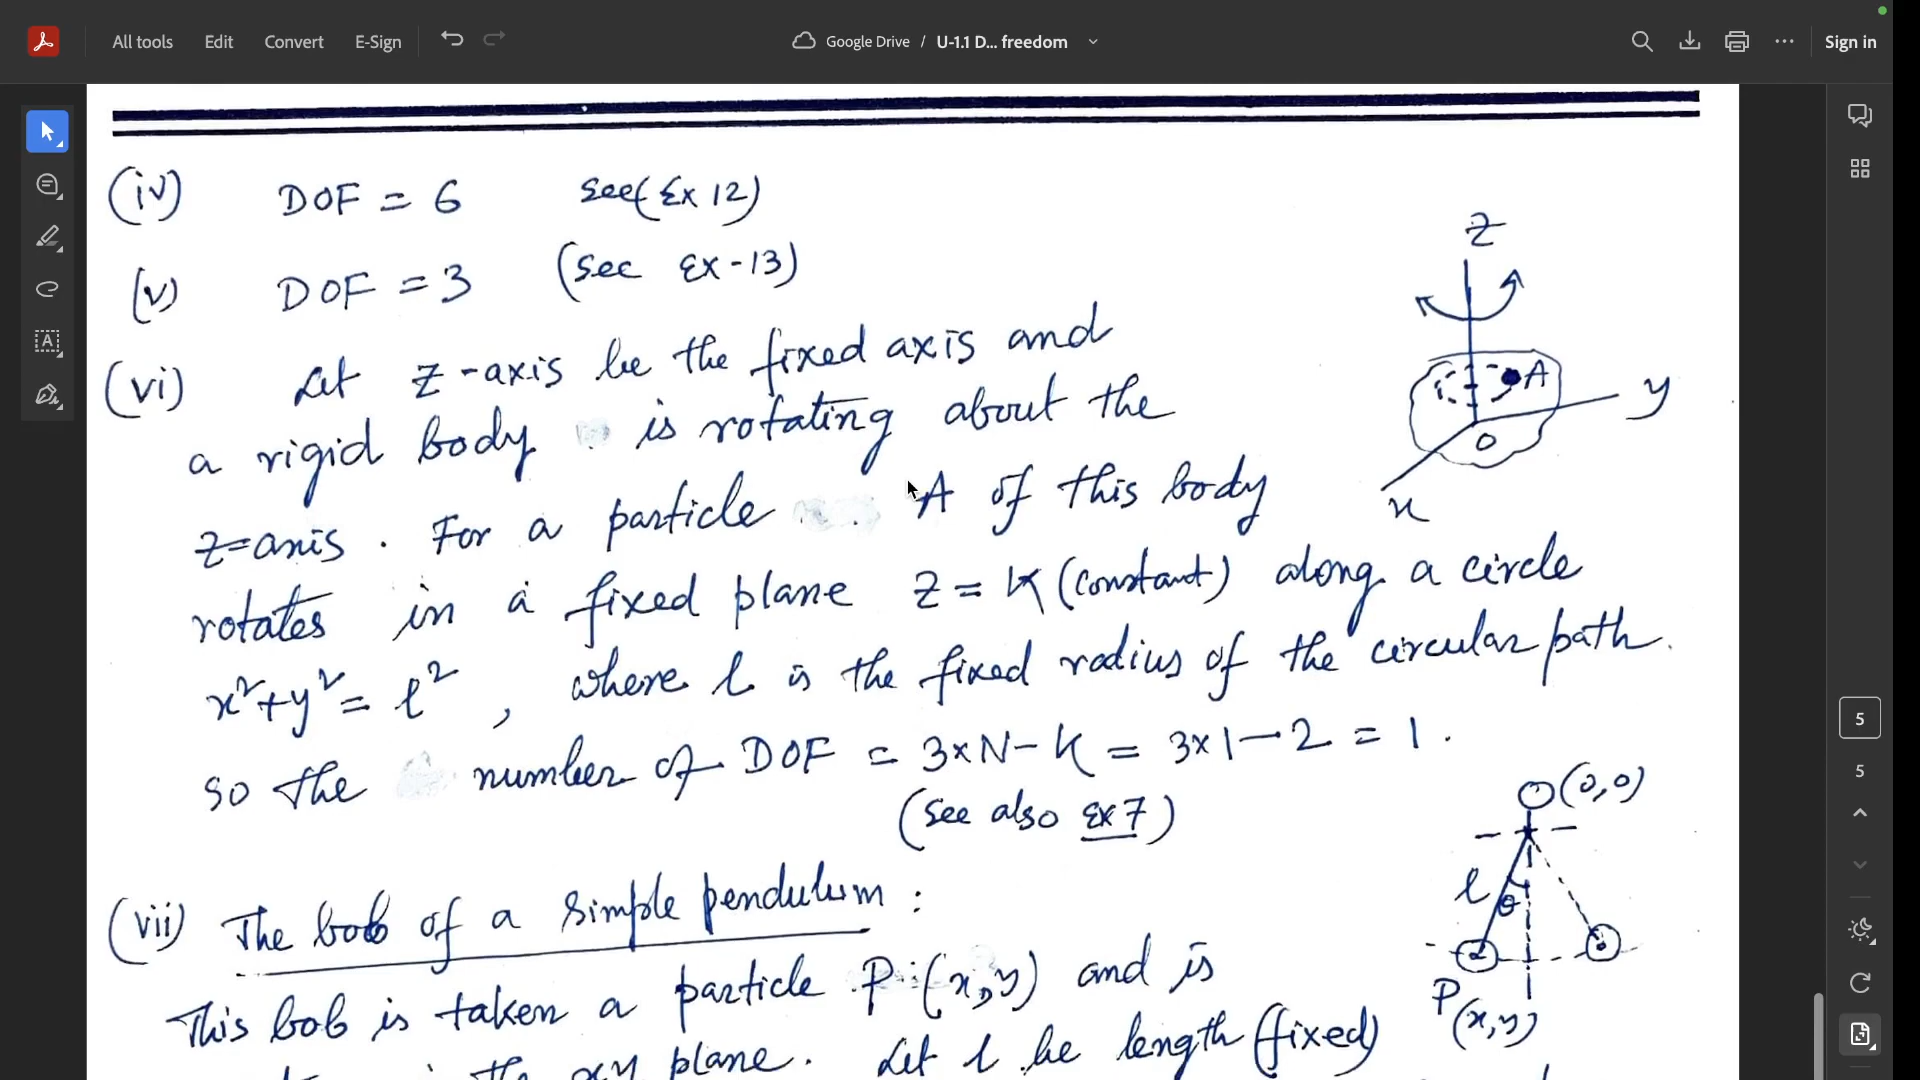 All tools Edit Convert E-Sign Google Drive / U-1.1 D... freedom Sign in
(iv) DOF = 6 see(Ex 12)
(v) DOF = 3 (see Ex-13)
(vi) Let z-axis be the fixed axis and
a rigid body is rotating about the
z=axis. For a particle A of this body
rotates in a fixed plane z = K (constant) along a circle
x²+y² = l², where l is the fixed radius of the circular path.
so the number of DOF = 3×N-K = 3×1-2 = 1.
(see also Ex 7)
z
A
y
O
x
(vii) The bob of a simple pendulum :
This bob is taken a particle P:(x,y) and is
the xy plane. Let l be length (fixed)
O(0,0)
l
θ
P
(x,y)
5
5